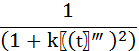 1
(1 + k〖(t)‴ )²)